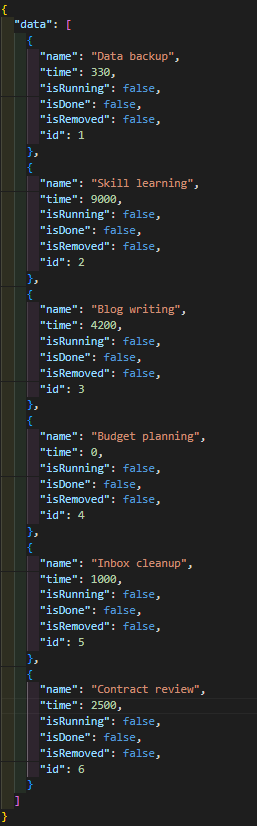 {
"data": [
{
"name": "Data backup",
"time": 330,
"isRunning": false,
"isDone": false,
"isRemoved": false,
"id": 1
},
{
"name": "Skill learning",
"time": 9000,
"isRunning": false,
"isDone": false,
"isRemoved": false,
"id": 2
},
{
"name": "Blog writing",
"time": 4200,
"isRunning": false,
"isDone": false,
"isRemoved": false,
"id": 3
},
{
"name": "Budget planning",
"time": 0,
"isRunning": false,
"isDone": false,
"isRemoved": false,
"id": 4
},
{
"name": "Inbox cleanup",
"time": 1000,
"isRunning": false,
"isDone": false,
"isRemoved": false,
"id": 5
},
{
"name": "Contract review",
"time": 2500,
"isRunning": false,
"isDone": false,
"isRemoved": false,
"id": 6
}
]
}